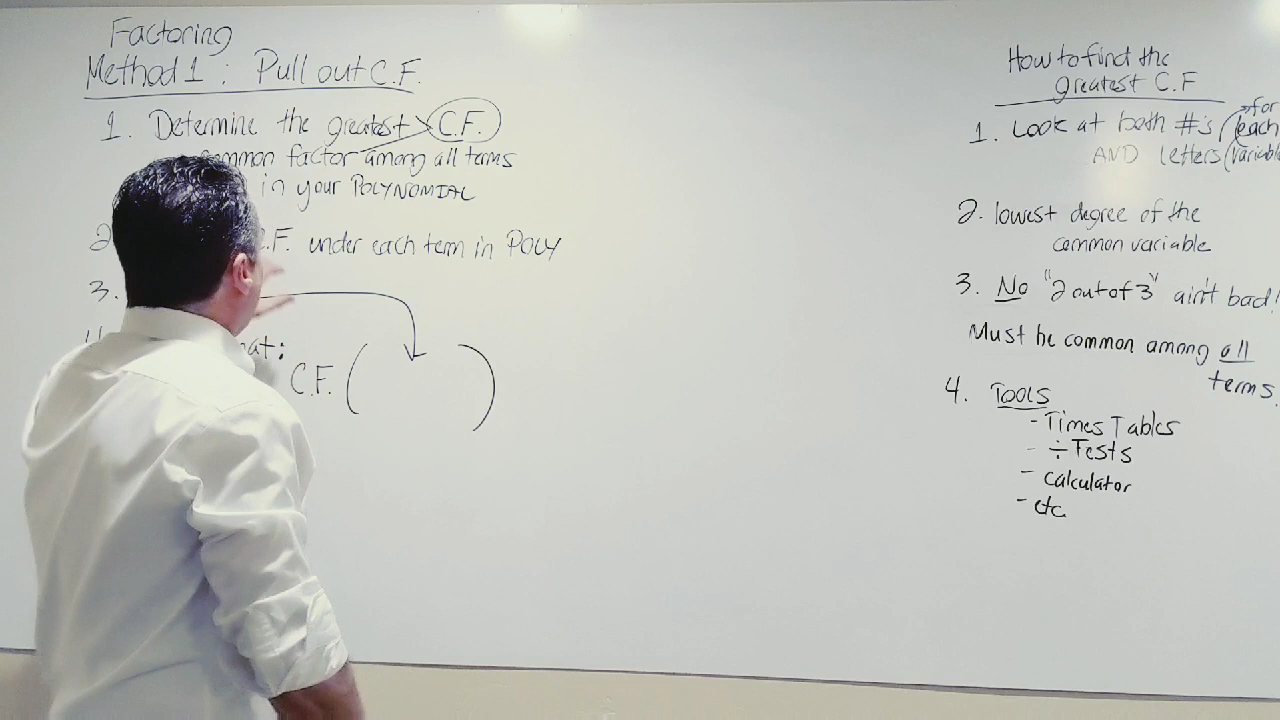 Factoring
Method 1: Pull out C.F.
1. Determine the greatest C.F.
common factor among all terms
in your POLYNOMIAL
2 C.F. under each term in POLY
3.
C.F. ( )
How to find the
greatest C.F
1. Look at both #'s for each
AND letters (variable
2. lowest degree of the
common variable
3. No "2 out of 3" ain't bad!
Must be common among all
terms.
4. TOOLS
- Times Tables
- ÷ Tests
- calculator
- etc